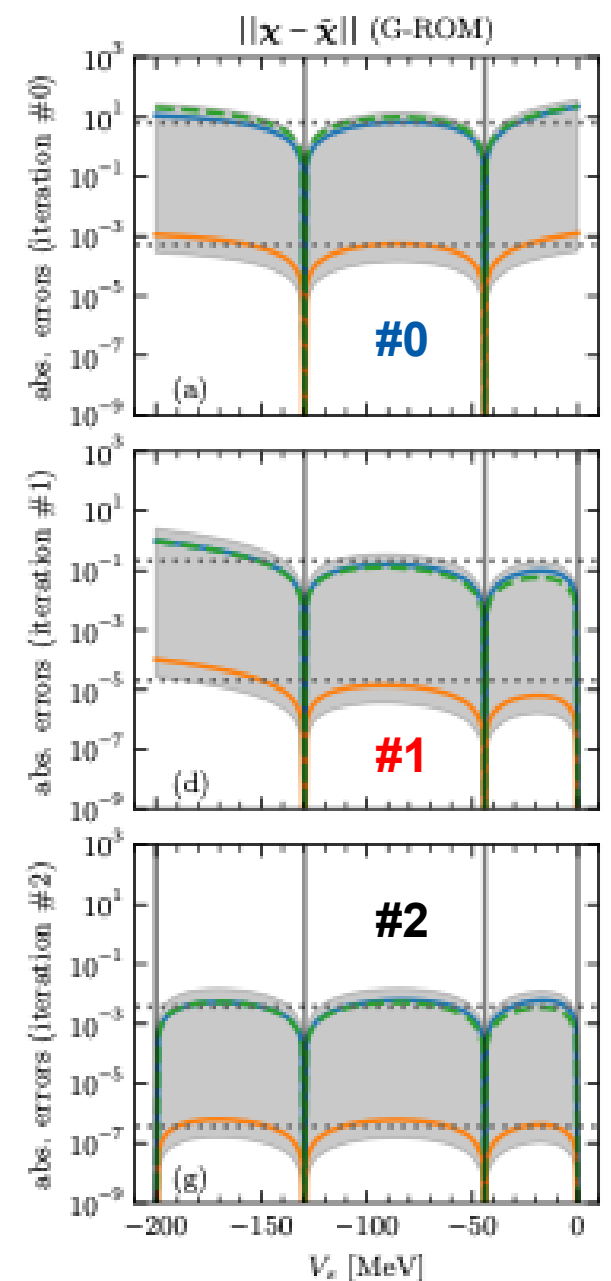 ||χ − χ̃|| (G-ROM)
abs. errors (iteration #0)
10³
10¹
10⁻¹
10⁻³
10⁻⁵
10⁻⁷
10⁻⁹
#0
(a)
abs. errors (iteration #1)
10³
10¹
10⁻¹
10⁻³
10⁻⁵
10⁻⁷
10⁻⁹
#1
(d)
abs. errors (iteration #2)
10³
10¹
10⁻¹
10⁻³
10⁻⁵
10⁻⁷
10⁻⁹
#2
(g)
−200 −150 −100 −50 0
[MeV]